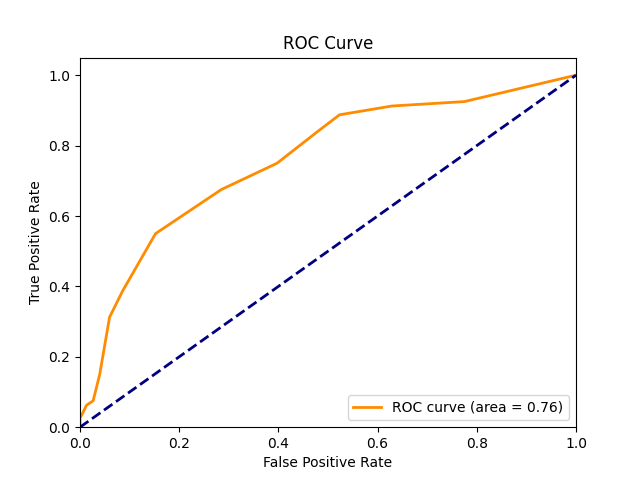 ROC Curve
True Positive Rate
1.0
0.8
0.6
0.4
0.2
0.0
0.0 0.2 0.4 0.6 0.8 1.0
False Positive Rate
ROC curve (area = 0.76)